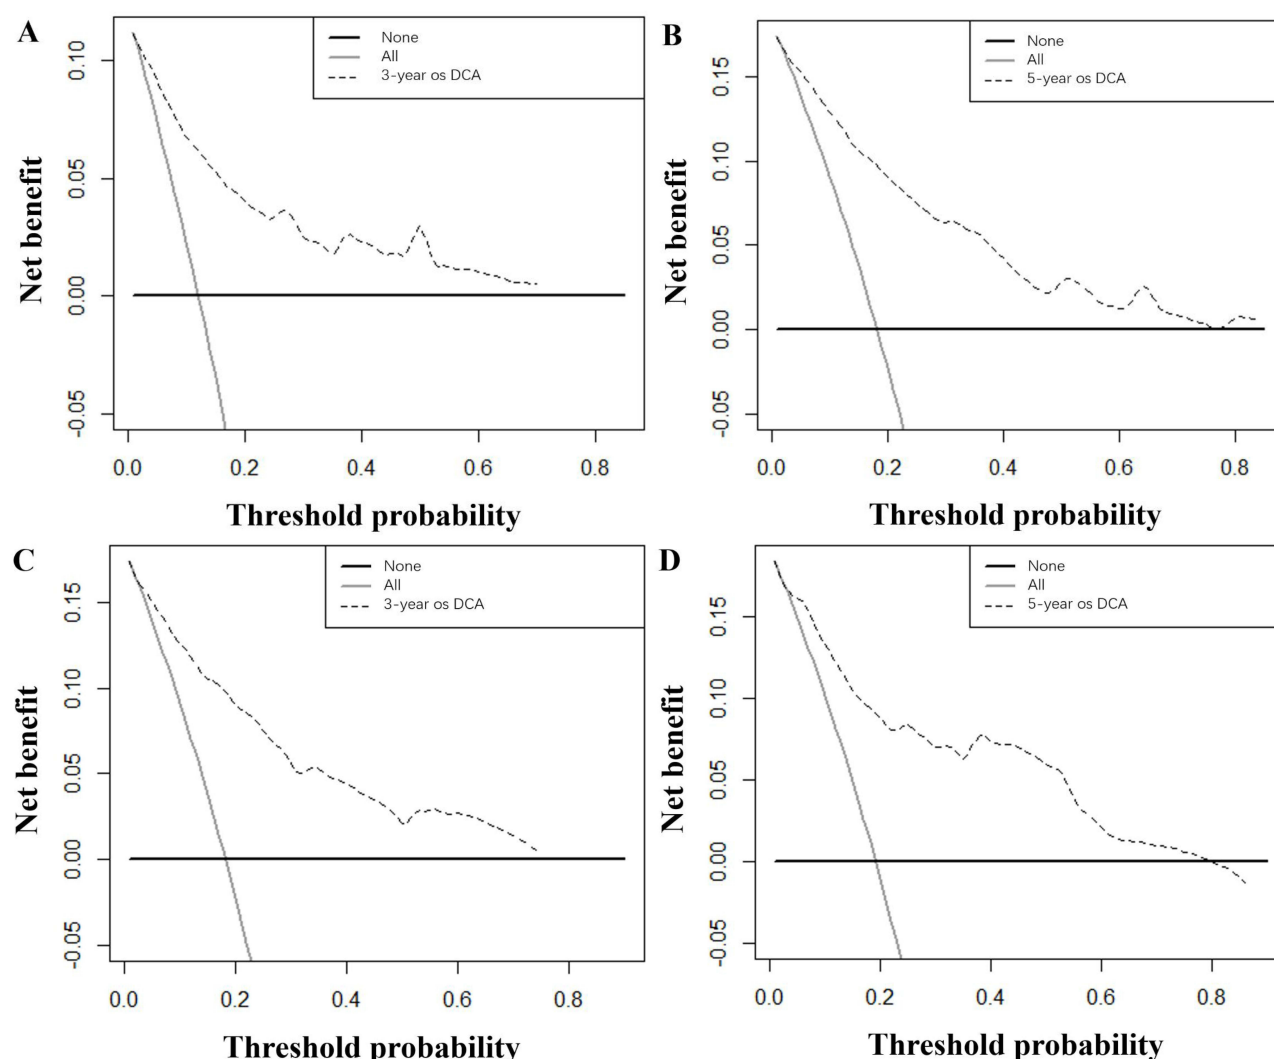 A
None
All
3-year os DCA
Net benefit
0.10
0.05
0.00
-0.05
0.0 0.2 0.4 0.6 0.8
Threshold probability
B
None
All
5-year os DCA
Net benefit
0.15
0.10
0.05
0.00
-0.05
0.0 0.2 0.4 0.6 0.8
Threshold probability
C
None
All
3-year os DCA
Net benefit
0.15
0.10
0.05
0.00
-0.05
0.0 0.2 0.4 0.6 0.8
Threshold probability
D
None
All
5-year os DCA
Net benefit
0.15
0.10
0.05
0.00
-0.05
0.0 0.2 0.4 0.6 0.8
Threshold probability